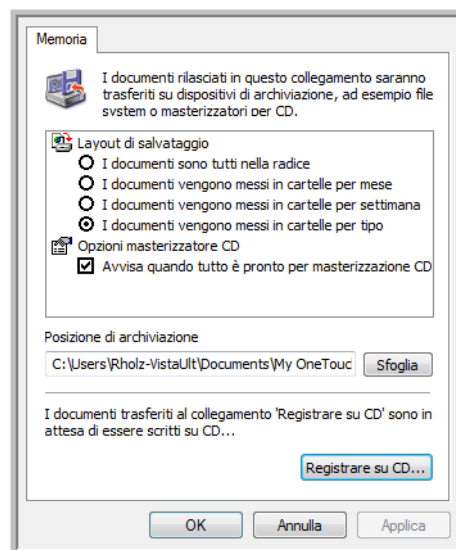 Memoria
I documenti rilasciati in questo collegamento saranno
trasferiti su dispositivi di archiviazione, ad esempio file
system o masterizzatori per CD.
Layout di salvataggio
I documenti sono tutti nella radice
I documenti vengono messi in cartelle per mese
I documenti vengono messi in cartelle per settimana
I documenti vengono messi in cartelle per tipo
Opzioni masterizzatore CD
Avvisa quando tutto è pronto per masterizzazione CD
Posizione di archiviazione
C:\Users\Rholz-VistaUlt\Documents\My OneTouc
Sfoglia
I documenti trasferiti al collegamento 'Registrare su CD' sono in
attesa di essere scritti su CD...
Registrare su CD...
OK Annulla Applica